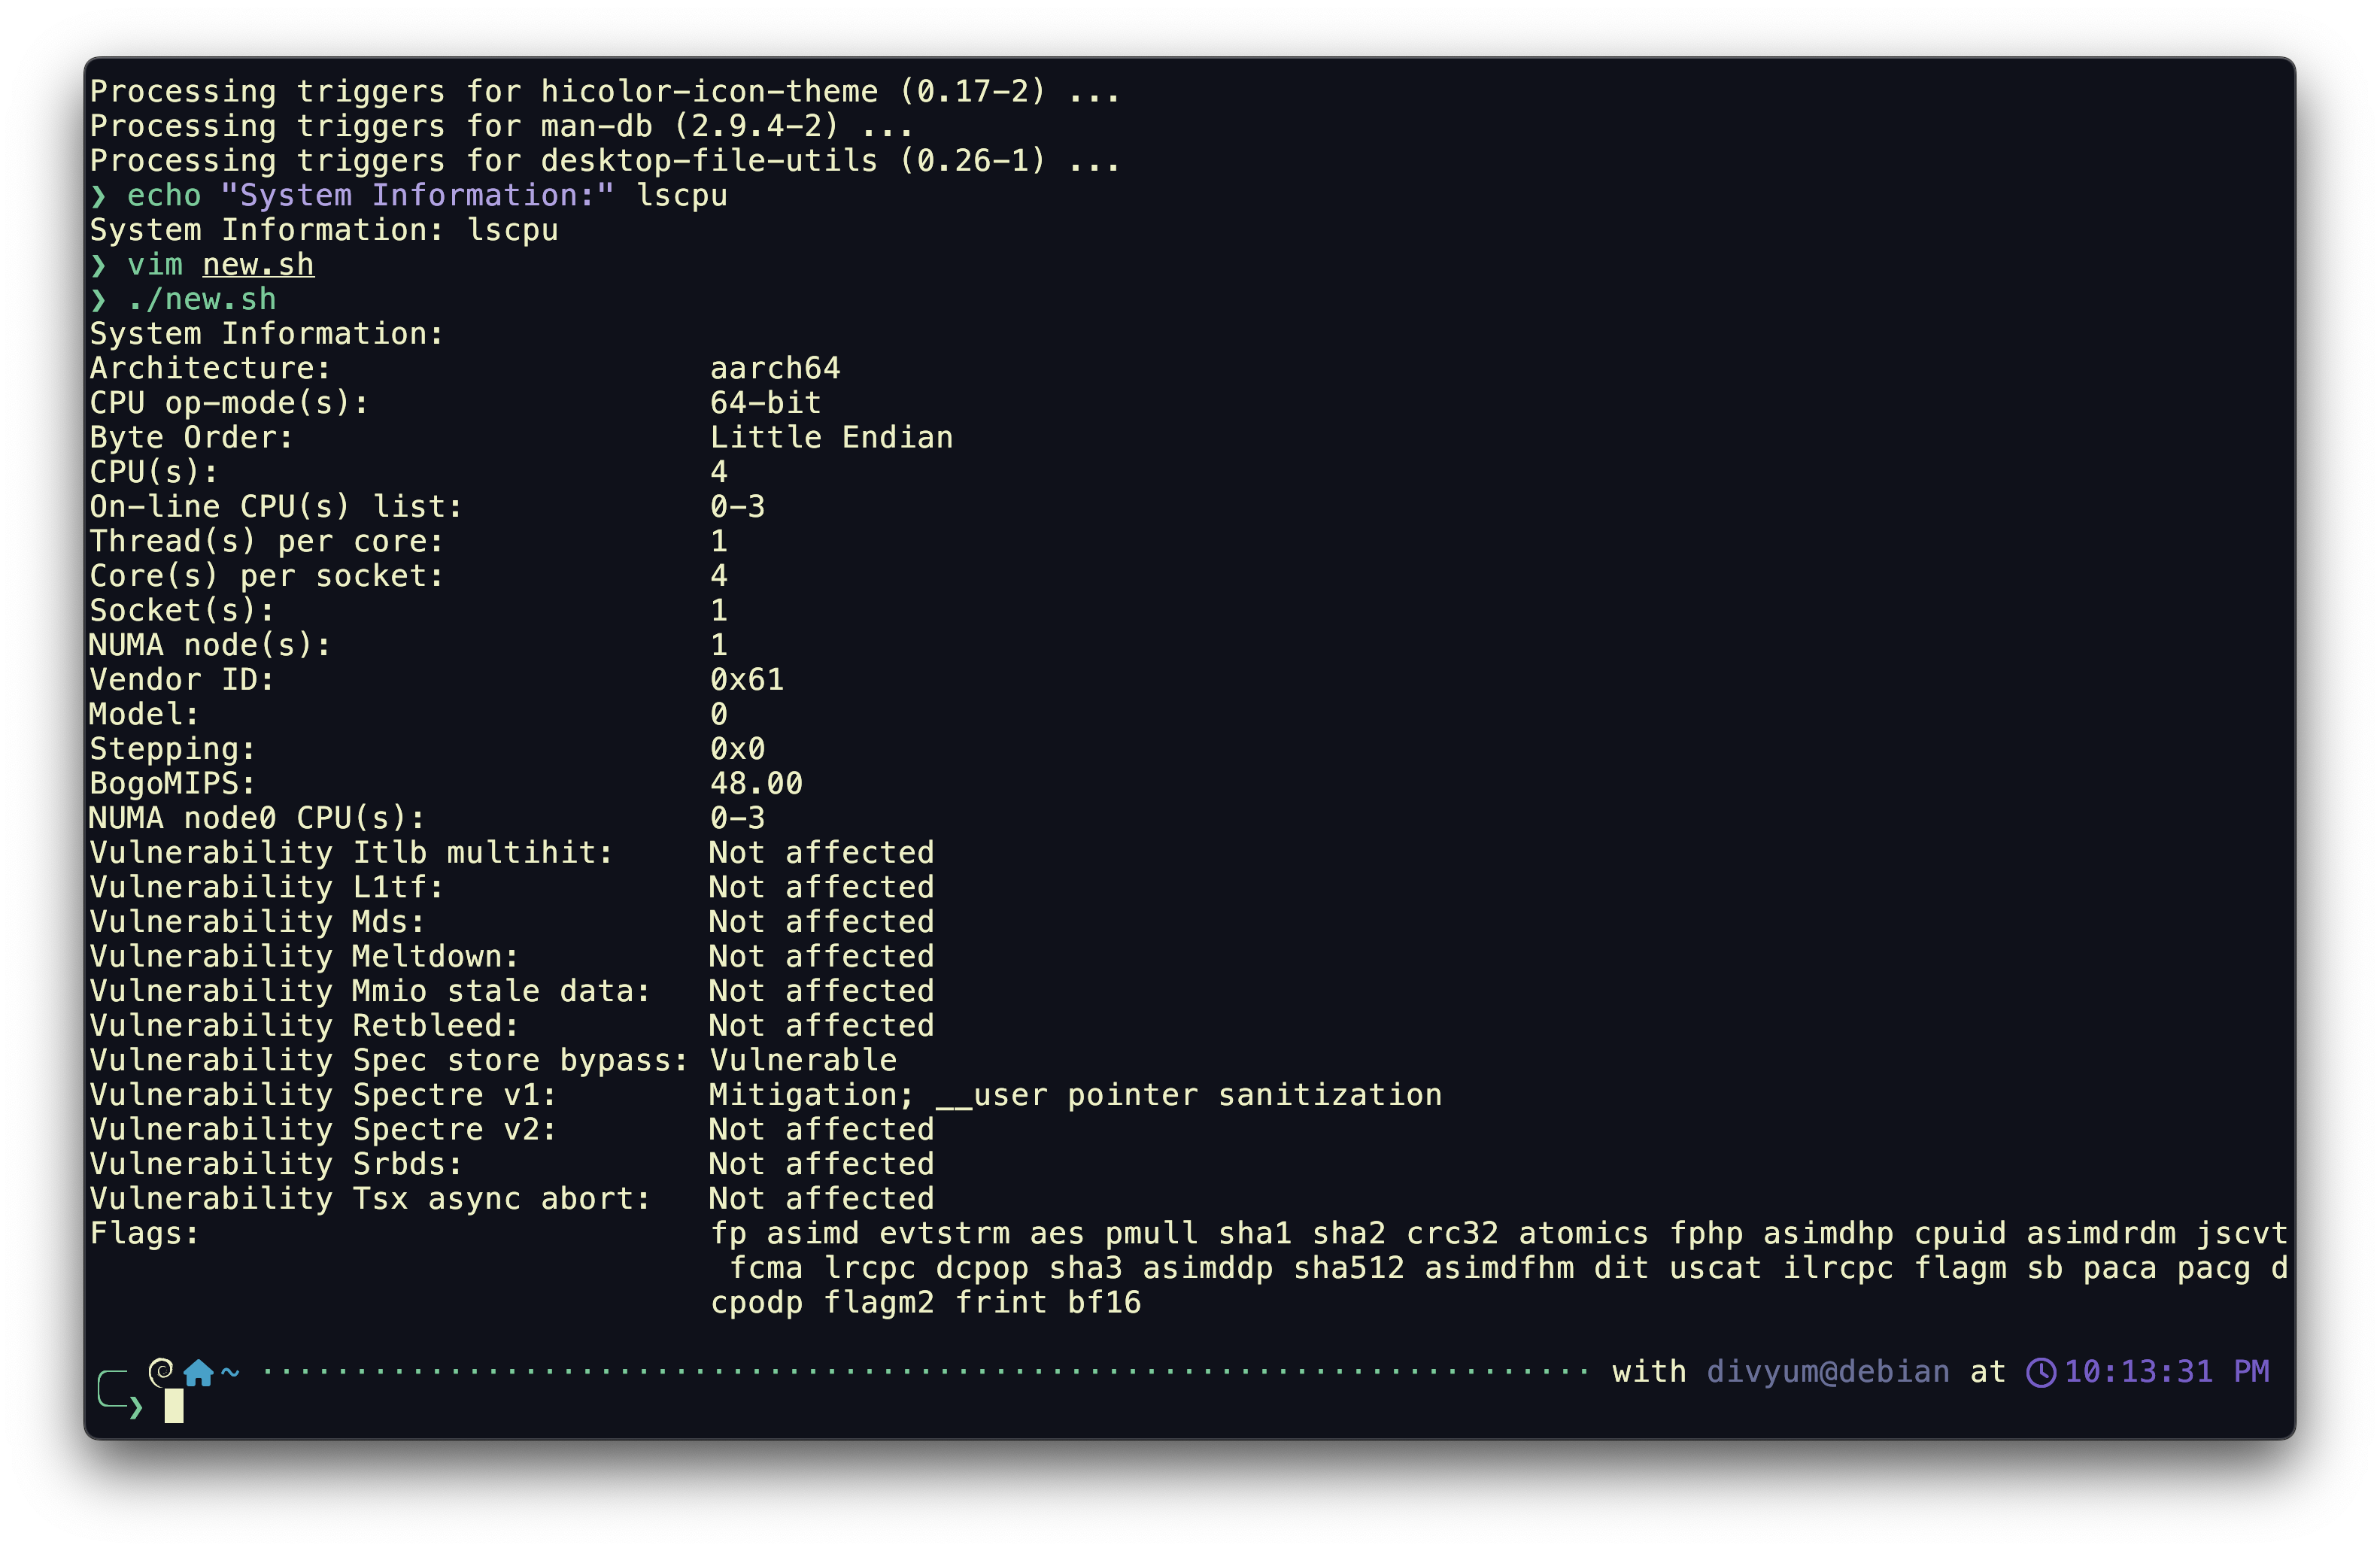 Processing triggers for hicolor-icon-theme (0.17-2) ...
Processing triggers for man-db (2.9.4-2) ...
Processing triggers for desktop-file-utils (0.26-1) ...
❯ echo "System Information:" lscpu
System Information: lscpu
❯ vim new.sh
❯ ./new.sh
System Information:
Architecture: aarch64
CPU op-mode(s): 64-bit
Byte Order: Little Endian
CPU(s): 4
On-line CPU(s) list: 0-3
Thread(s) per core: 1
Core(s) per socket: 4
Socket(s): 1
NUMA node(s): 1
Vendor ID: 0x61
Model: 0
Stepping: 0x0
BogoMIPS: 48.00
NUMA node0 CPU(s): 0-3
Vulnerability Itlb multihit: Not affected
Vulnerability L1tf: Not affected
Vulnerability Mds: Not affected
Vulnerability Meltdown: Not affected
Vulnerability Mmio stale data: Not affected
Vulnerability Retbleed: Not affected
Vulnerability Spec store bypass: Vulnerable
Vulnerability Spectre v1: Mitigation; __user pointer sanitization
Vulnerability Spectre v2: Not affected
Vulnerability Srbds: Not affected
Vulnerability Tsx async abort: Not affected
Flags: fp asimd evtstrm aes pmull sha1 sha2 crc32 atomics fphp asimdhp cpuid asimdrdm jscvt
fcma lrcpc dcpop sha3 asimddp sha512 asimdfhm dit uscat ilrcpc flagm sb paca pacg d
cpodp flagm2 frint bf16
~ with divyum@debian at 10:13:31 PM
❯